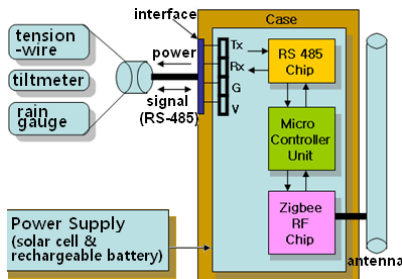 interface
Case
tension
-wire
power
Tx
RS 485
Chip
tiltmeter
Rx
G
signal
(RS-485)
V
rain
gauge
Micro
Controller
Unit
Zigbee
RF
Chip
Power Supply
(solar cell &
rechargeable battery)
antenna